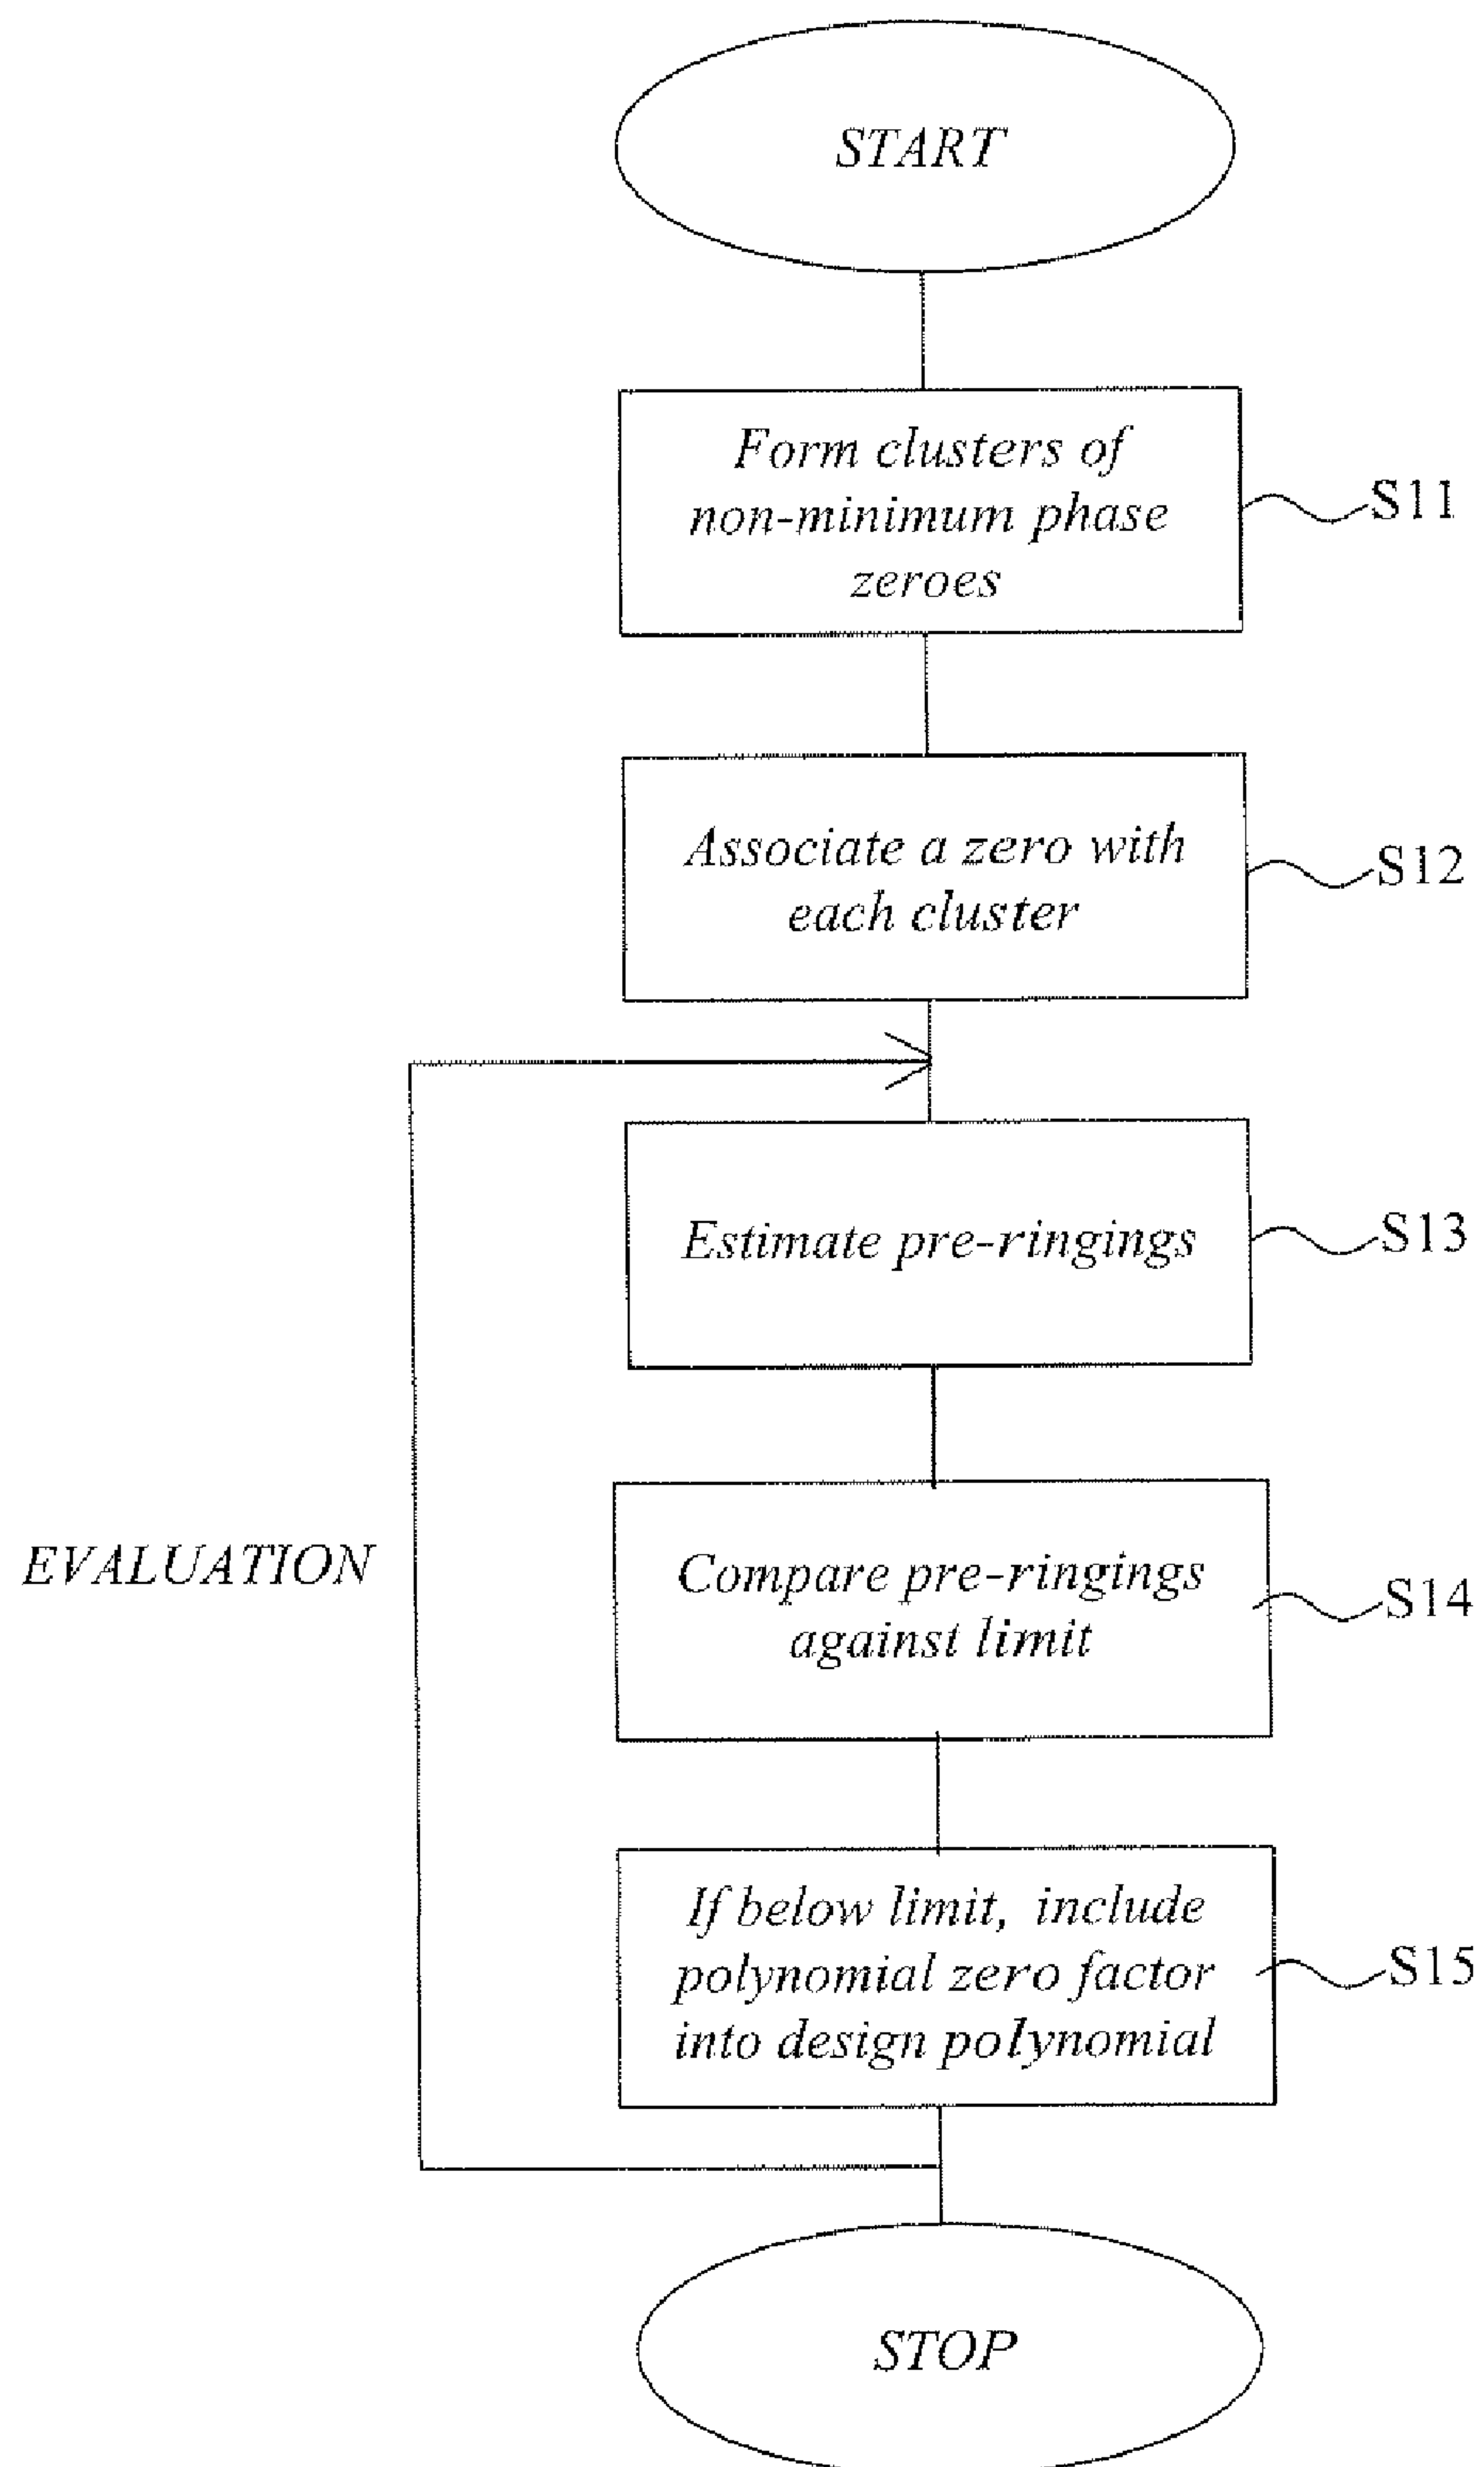 START
Form clusters of
non-minimum phase
zeroes
S11
Associate a zero with
each cluster
S12
Estimate pre-ringings
S13
EVALUATION
Compare pre-ringings
against limit
S14
If below limit, include
polynomial zero factor
into design polynomial
S15
STOP